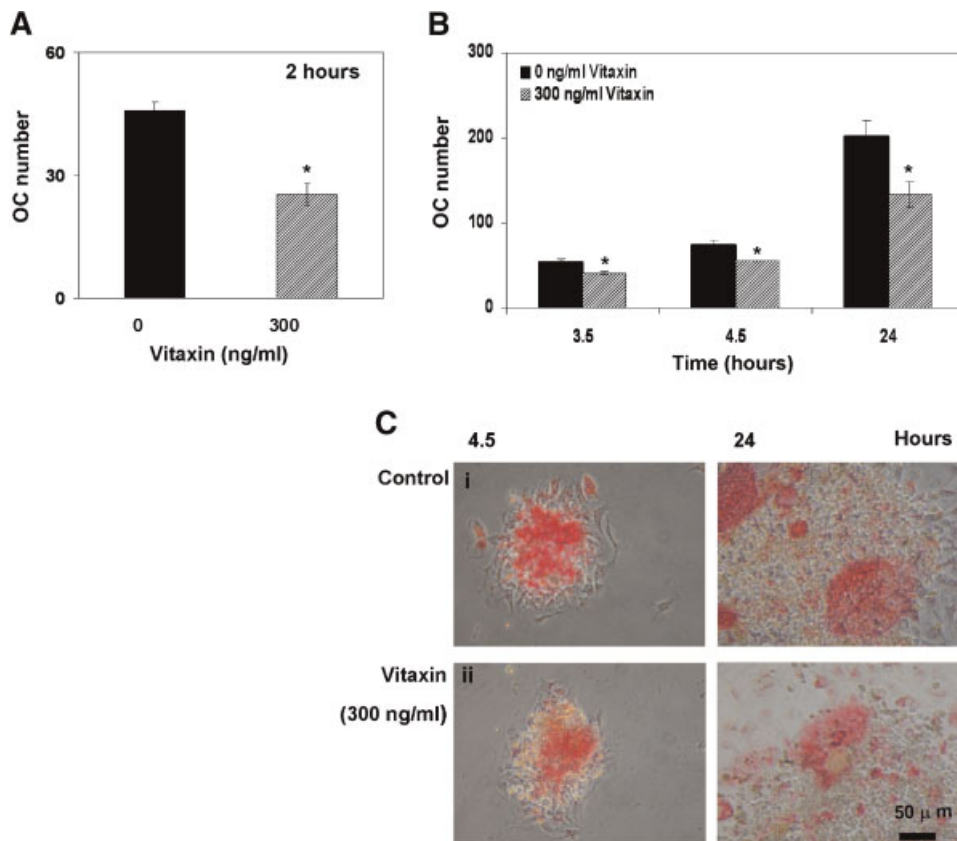 A
60
2 hours
OC number
30
*
0
0
300
Vitaxin (ng/ml)
B
300
0 ng/ml Vitaxin
300 ng/ml Vitaxin
OC number
200
100
0
*
*
*
3.5
4.5
24
Time (hours)
C
4.5
24
Hours
Control
i
Vitaxin
(300 ng/ml)
ii
50 μ m